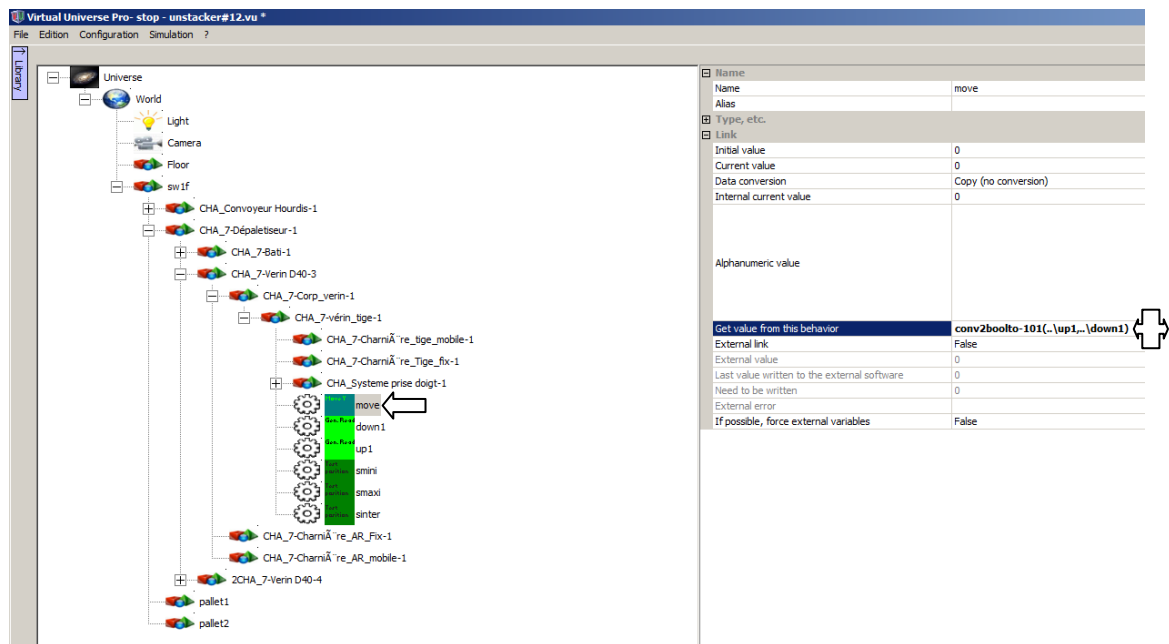 Virtual Universe Pro- stop - unstacker#12.vu *
File Edition Configuration Simulation ?
Library
Universe
World
Light
Camera
Floor
sw1f
CHA_Convoyeur Hourdis-1
CHA_7-Dépaletiseur-1
CHA_7-Bati-1
CHA_7-Verin D40-3
CHA_7-Corp_verin-1
CHA_7-vérin_tige-1
CHA_7-CharniÃ¨re_tige_mobile-1
CHA_7-CharniÃ¨re_Tige_fix-1
CHA_Systeme prise doigt-1
move
down1
up1
smini
smaxi
sinter
CHA_7-CharniÃ¨re_AR_Fix-1
CHA_7-CharniÃ¨re_AR_mobile-1
2CHA_7-Verin D40-4
pallet1
pallet2
Name
Name move
Alias
Type, etc.
Link
Initial value 0
Current value 0
Data conversion Copy (no conversion)
Internal current value 0
Alphanumeric value
Get value from this behavior conv2boolto-101(..\up1,..\down1)
External link False
External value 0
Last value written to the external software 0
Need to be written 0
External error
If possible, force external variables False